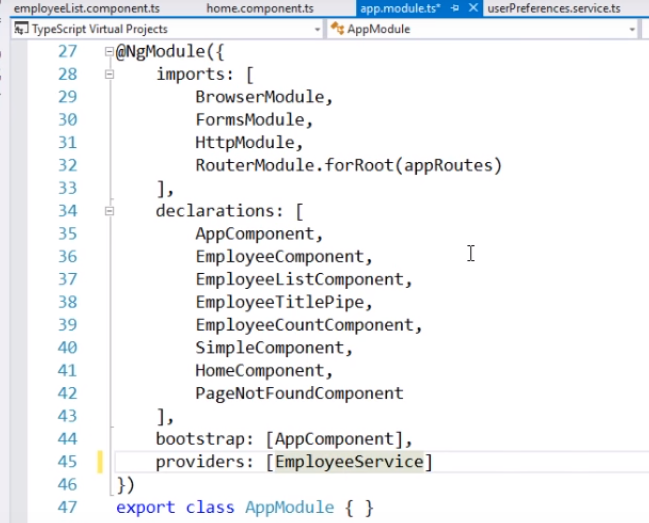 employeeList.component.ts home.component.ts app.module.ts* userPreferences.service.ts
TypeScript Virtual Projects AppModule
27 @NgModule({
28 imports: [
29 BrowserModule,
30 FormsModule,
31 HttpModule,
32 RouterModule.forRoot(appRoutes)
33 ],
34 declarations: [
35 AppComponent,
36 EmployeeComponent,
37 EmployeeListComponent,
38 EmployeeTitlePipe,
39 EmployeeCountComponent,
40 SimpleComponent,
41 HomeComponent,
42 PageNotFoundComponent
43 ],
44 bootstrap: [AppComponent],
45 providers: [EmployeeService]
46 })
47 export class AppModule { }